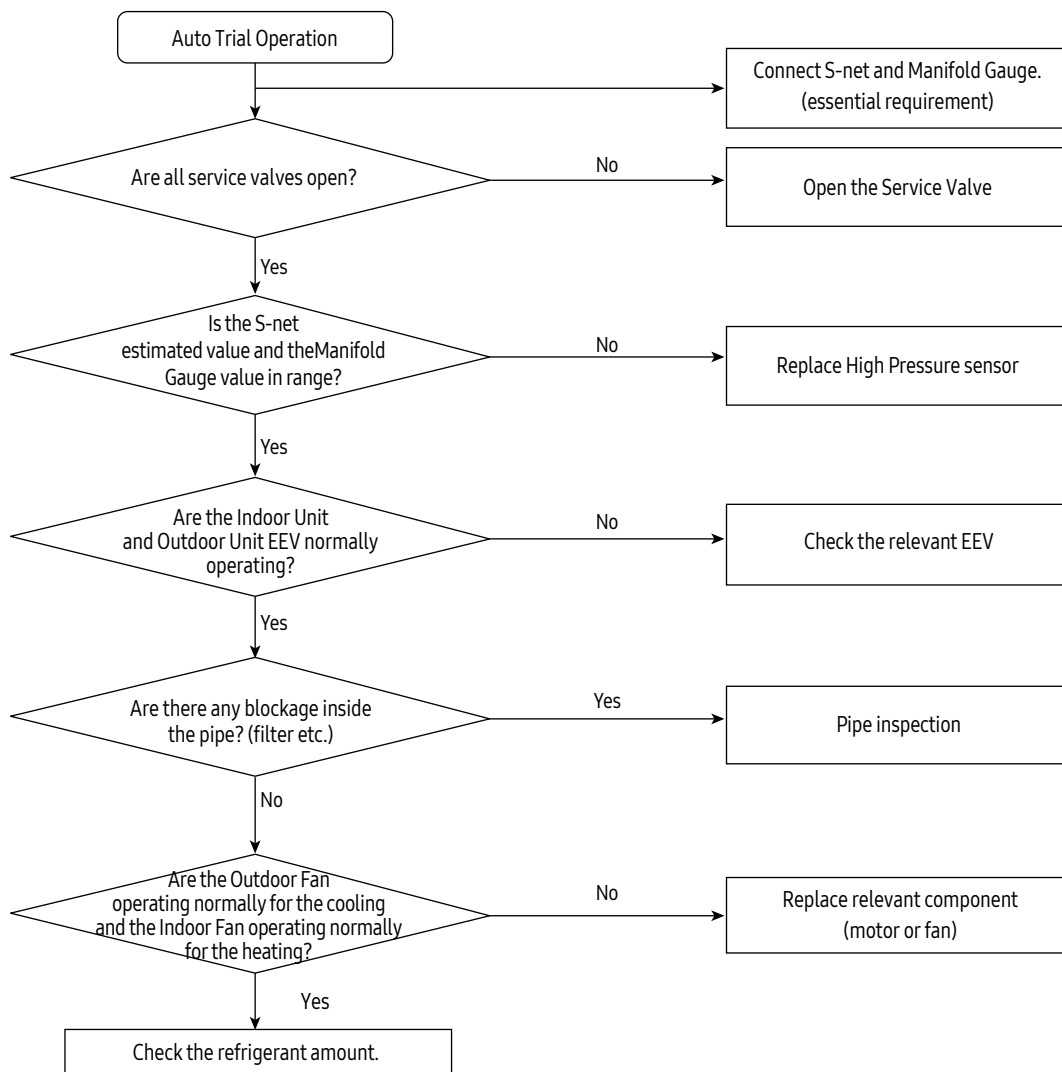 Auto Trial Operation
Connect S-net and Manifold Gauge.
(essential requirement)
Are all service valves open?
No
Open the Service Valve
Yes
Is the S-net
estimated value and theManifold
Gauge value in range?
No
Replace High Pressure sensor
Yes
Are the Indoor Unit
and Outdoor Unit EEV normally
operating?
No
Check the relevant EEV
Yes
Are there any blockage inside
the pipe? (filter etc.)
Yes
Pipe inspection
No
Are the Outdoor Fan
operating normally for the cooling
and the Indoor Fan operating normally
for the heating?
No
Replace relevant component
(motor or fan)
Yes
Check the refrigerant amount.